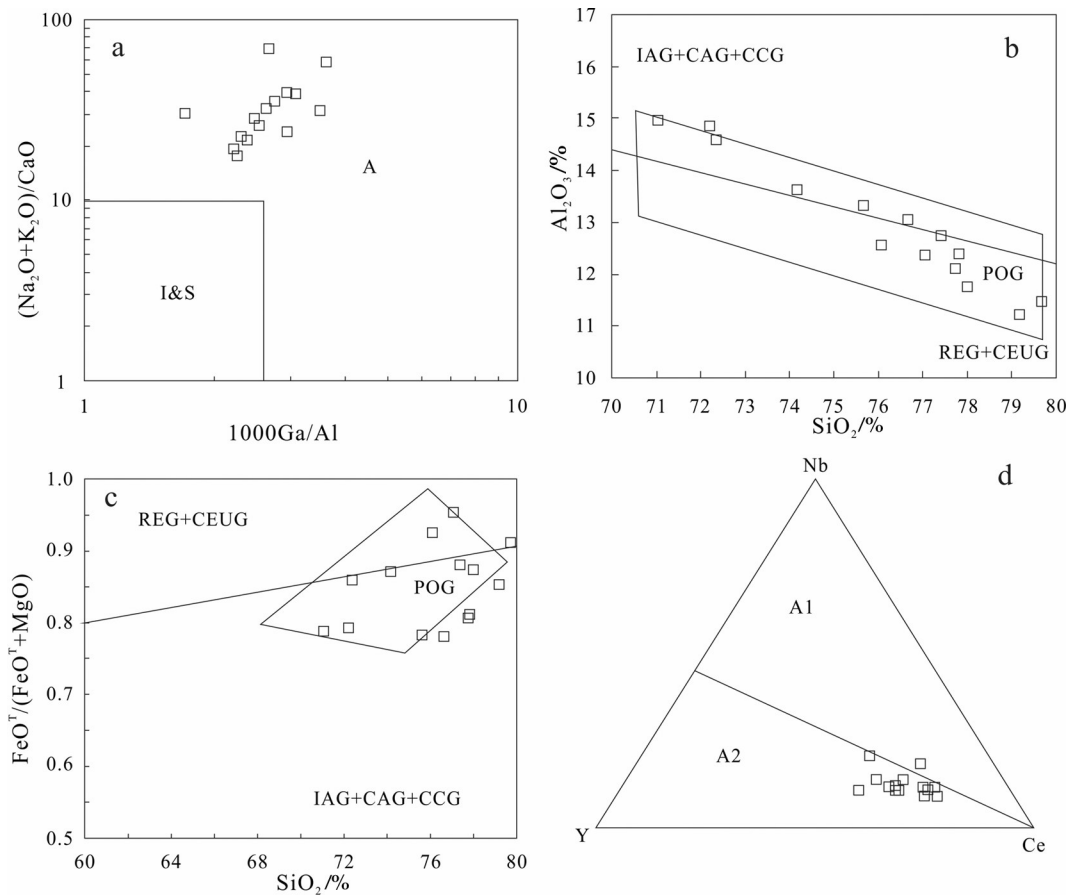 a
100
10
1
(Na₂O+K₂O)/CaO
A
I&S
1
10
1000Ga/Al
b
17
16
15
14
13
12
11
10
Al₂O₃/%
IAG+CAG+CCG
POG
REG+CEUG
70 71 72 73 74 75 76 77 78 79 80
SiO₂/%
c
1.0
0.9
0.8
0.7
0.6
0.5
FeOᵀ/(FeOᵀ+MgO)
REG+CEUG
POG
IAG+CAG+CCG
60 64 68 72 76 80
SiO₂/%
d
Nb
A1
A2
Y
Ce